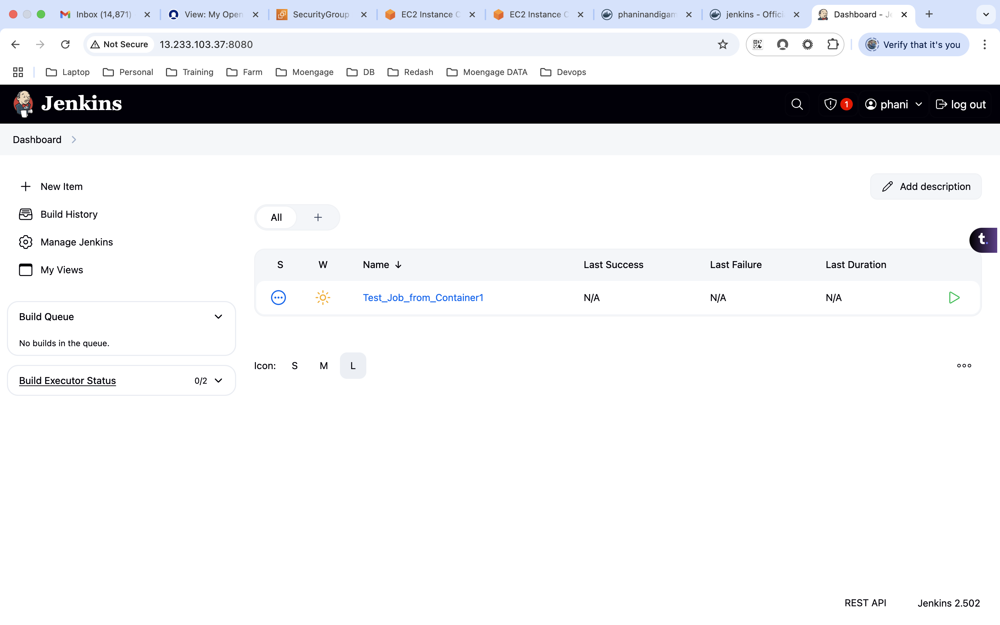 Inbox (14,871) View: My Open SecurityGroup EC2 Instance C EC2 Instance C phaninandigam jenkins - Offici Dashboard - Je
Not Secure 13.233.103.37:8080 Verify that it's you
Laptop Personal Training Farm Moengage DB Redash Moengage DATA Devops
Jenkins 1 phani log out
Dashboard
New Item
Add description
Build History
All +
Manage Jenkins
My Views
S W Name ↓ Last Success Last Failure Last Duration
Test_Job_from_Container1 N/A N/A N/A
Build Queue
No builds in the queue.
Icon: S M L
Build Executor Status 0/2
t.
REST API Jenkins 2.502